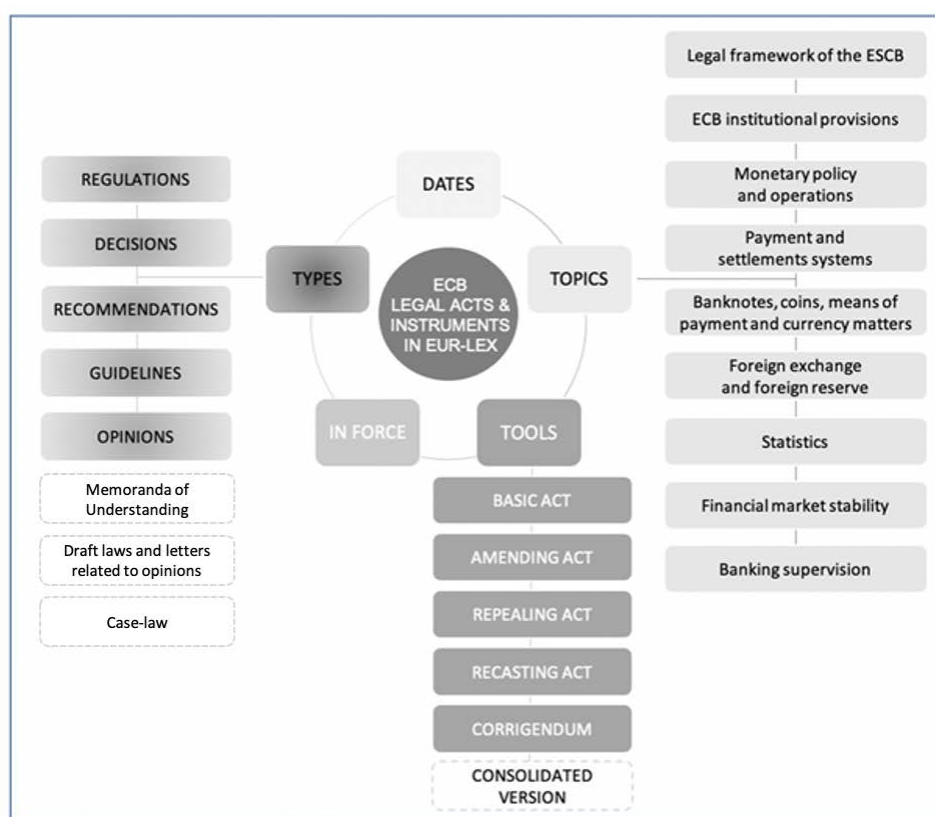 REGULATIONS
DECISIONS
RECOMMENDATIONS
GUIDELINES
OPINIONS
Memoranda of
Understanding
Draft laws and letters
related to opinions
Case-law
TYPES
DATES
TOPICS
IN FORCE
TOOLS
ECB
LEGAL ACTS &
INSTRUMENTS
IN EUR-LEX
BASIC ACT
AMENDING ACT
REPEALING ACT
RECASTING ACT
CORRIGENDUM
CONSOLIDATED
VERSION
Legal framework of the ESCB
ECB institutional provisions
Monetary policy
and operations
Payment and
settlements systems
Banknotes, coins, means of
payment and currency matters
Foreign exchange
and foreign reserve
Statistics
Financial market stability
Banking supervision